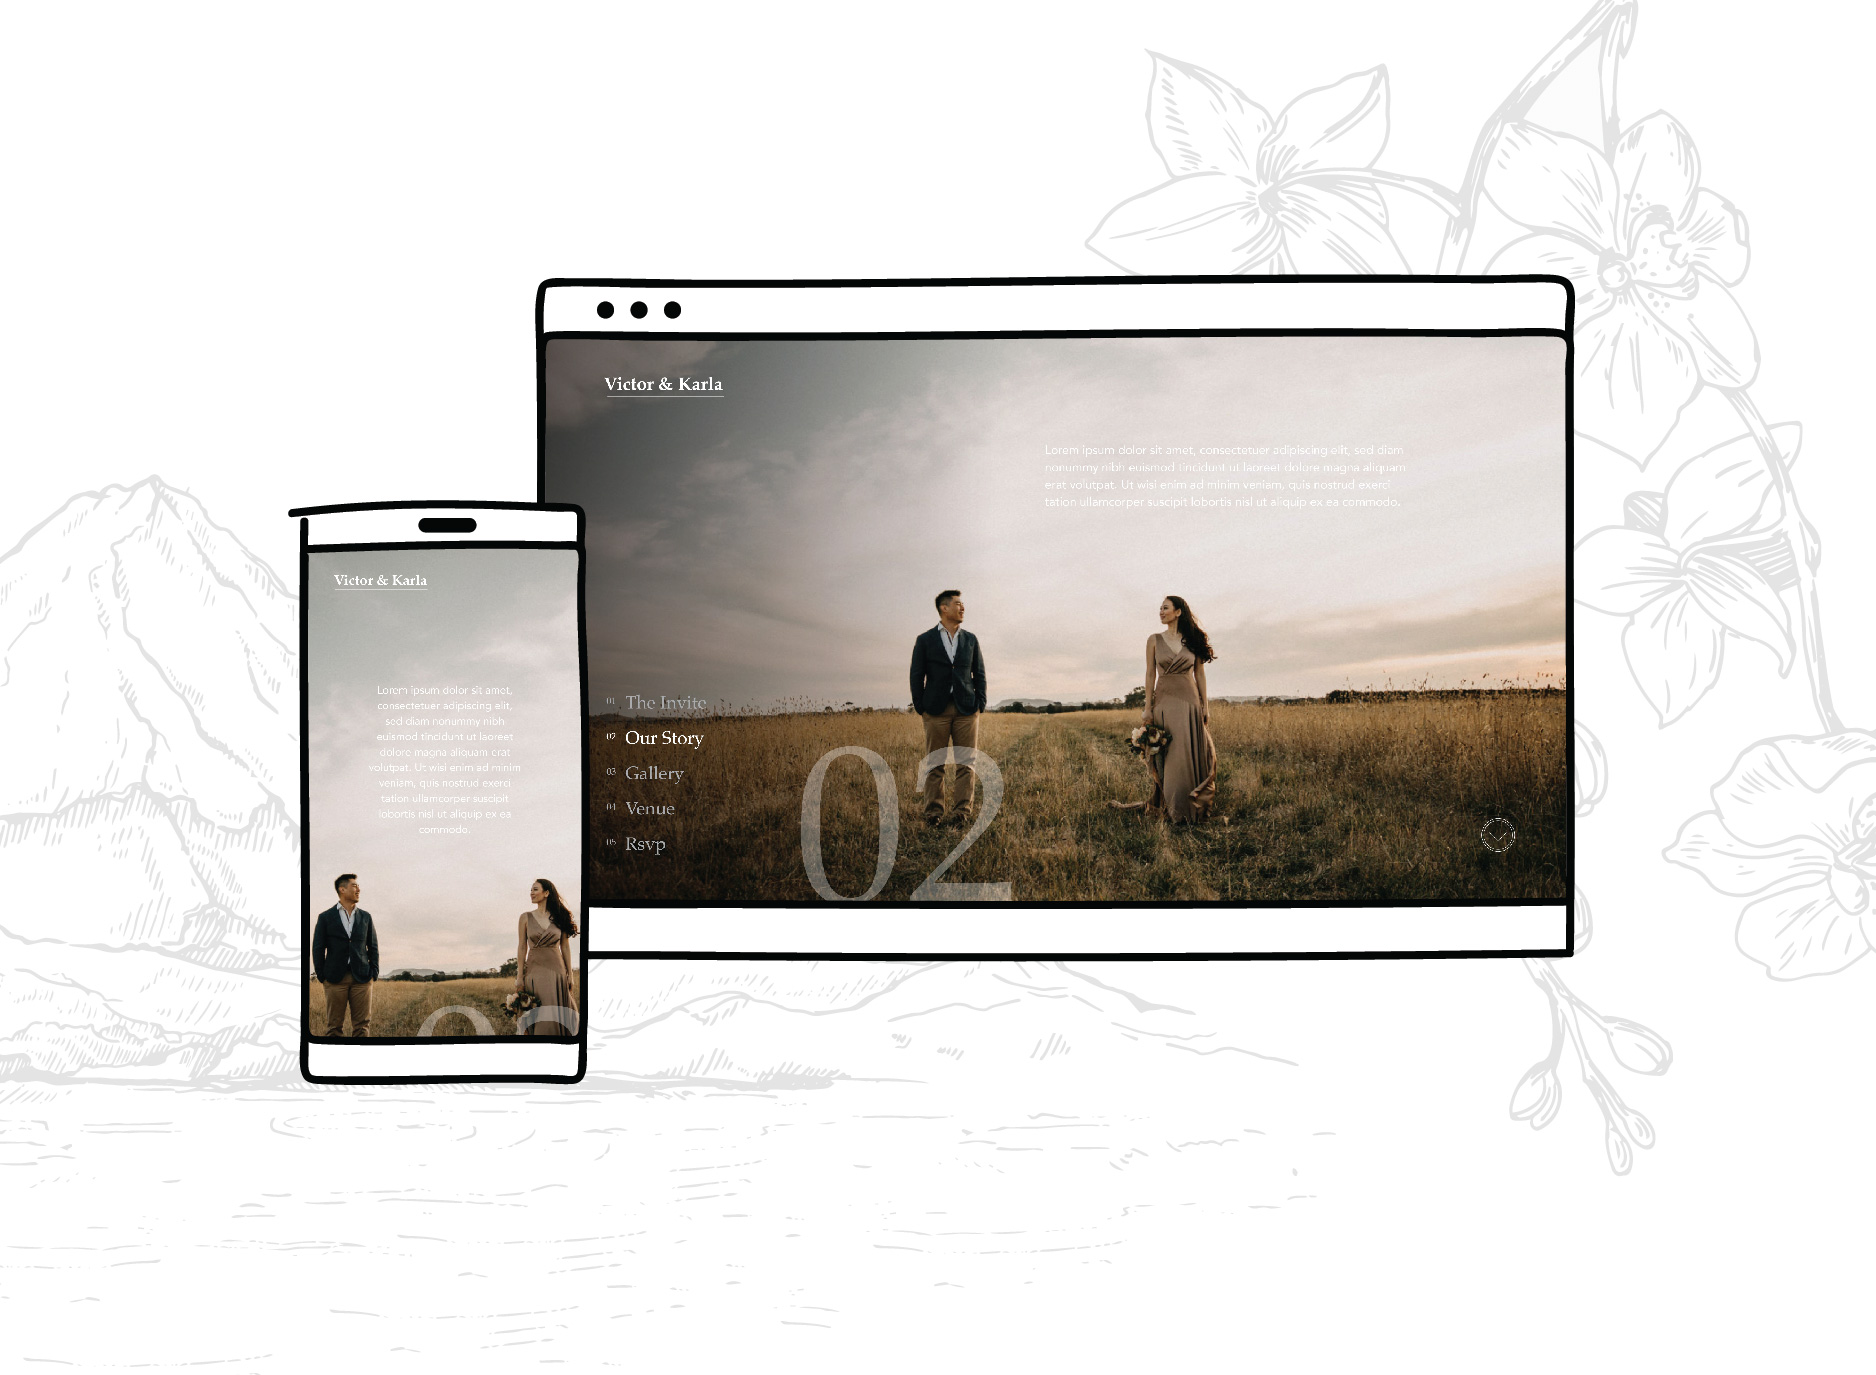 Victor & Karla
Lorem ipsum dolor sit amet, consectetuer adipiscing elit, sed diam
nonummy nibh euismod tincidunt ut laoreet dolore magna aliquam
erat volutpat. Ut wisi enim ad minim veniam, quis nostrud exerci
tation ullamcorper suscipit lobortis nisl ut aliquip ex ea commodo.
01 The Invite
02 Our Story
03 Gallery
04 Venue
05 Rsvp
02
Victor & Karla
Lorem ipsum dolor sit amet,
consectetuer adipiscing elit,
sed diam nonummy nibh
euismod tincidunt ut laoreet
dolore magna aliquam erat
volutpat. Ut wisi enim ad minim
veniam, quis nostrud exerci
tation ullamcorper suscipit
lobortis nisl ut aliquip ex ea
commodo.
02